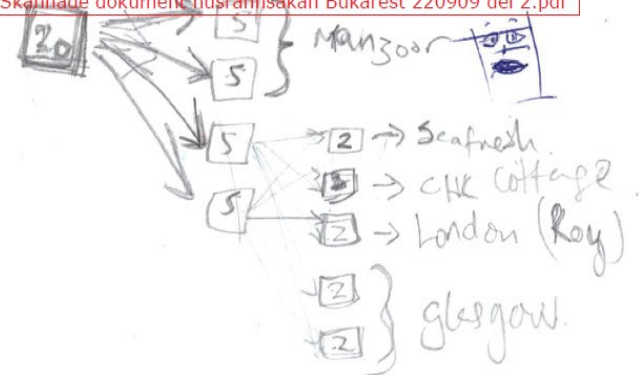 Skannade dokument husrannsakan Bukarest 220909 del 2.pdf
20
5
5
Manzoor
5
2 → Seafresh
5
→ CHK Cottage
2 → London (Roy)
2
2
glasgow.